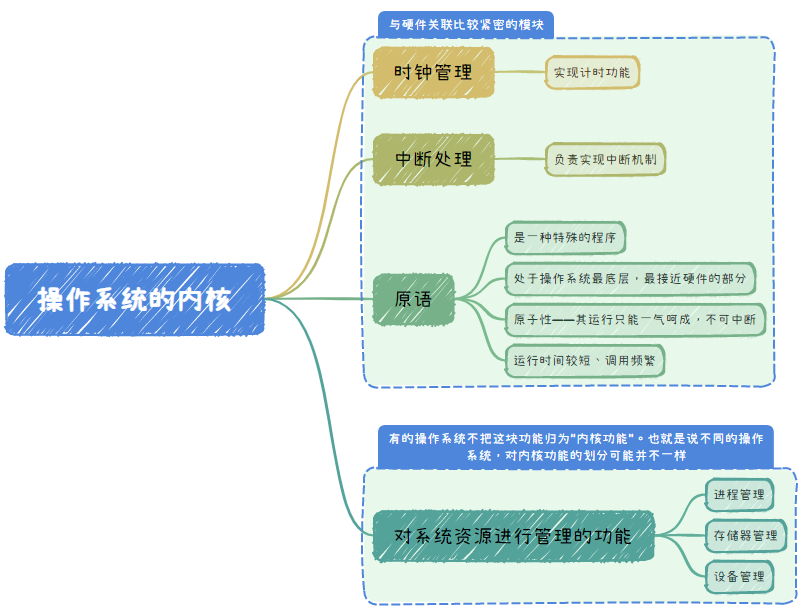 与硬件关联比较紧密的模块
时钟管理
实现计时功能
中断处理
负责实现中断机制
操作系统的内核
原语
是一种特殊的程序
处于操作系统最底层，最接近硬件的部分
原子性——其运行只能一气呵成，不可中断
运行时间较短、调用频繁
有的操作系统不把这块功能归为"内核功能"。也就是说不同的操作
系统，对内核功能的划分可能并不一样
对系统资源进行管理的功能
进程管理
存储器管理
设备管理